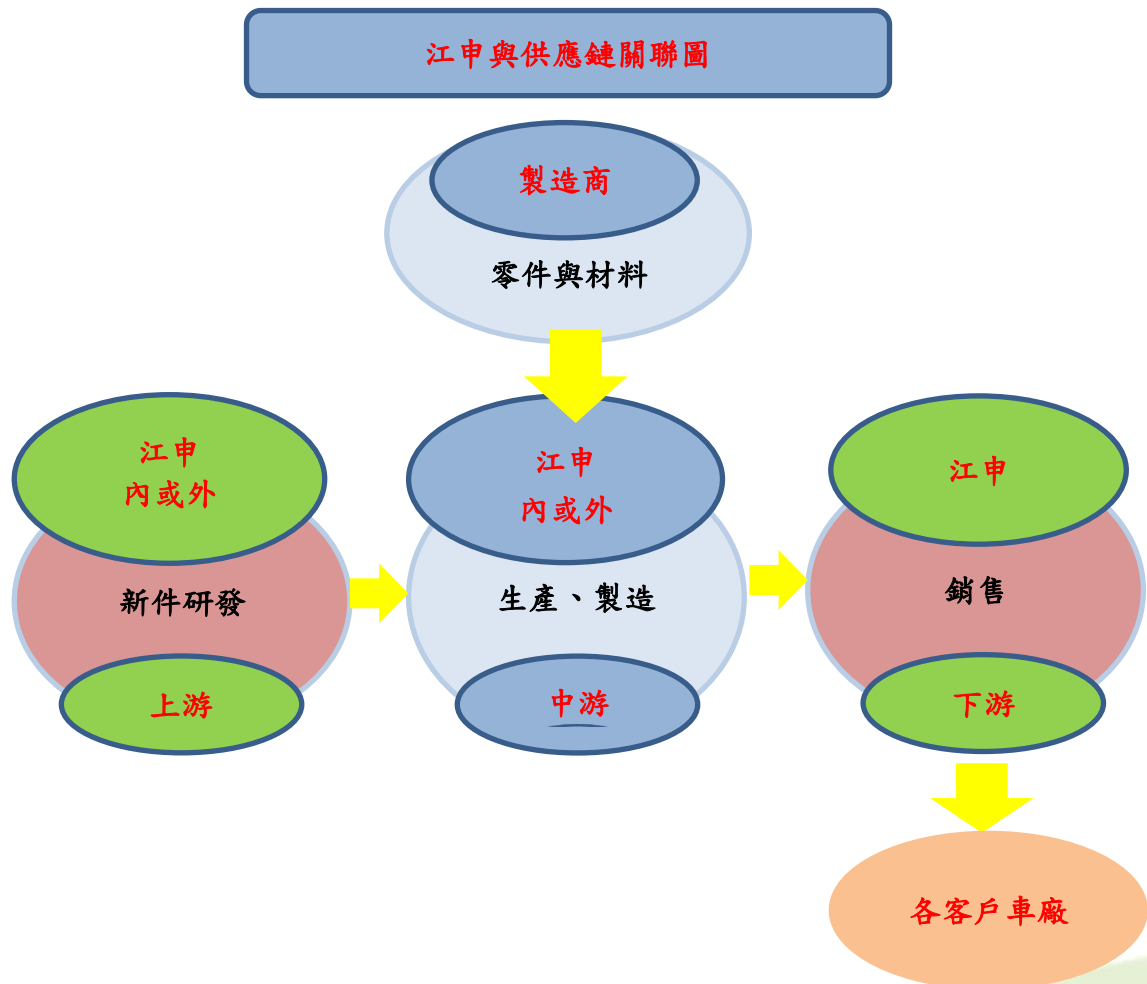 江申與供應鏈關聯圖
製造商
零件與材料
江申
內或外
新件研發
上游
江申
內或外
生產、製造
中游
江申
銷售
下游
各客戶車廠